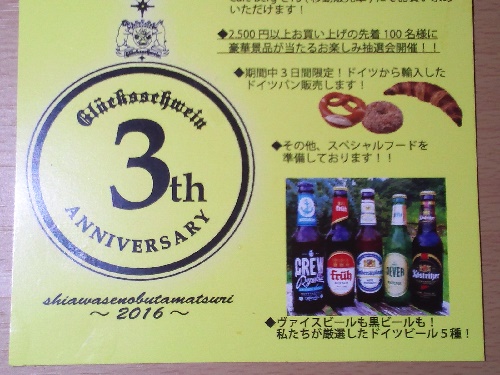 いただけます！
◆2,500円以上お買い上げの先着100名様に
豪華景品が当たるお楽しみ抽選会開催！！
◆期間中３日間限定！ドイツから輸入した
ドイツパン販売します！
◆その他、スペシャルフードを
準備しております！！
Glücksschwein
3th
ANNIVERSARY
shiawasenobutamatsuri
～2016～
CREW
Republic
früh
JEVER
Köstritzer
◆ヴァイスビールも黒ビールも！
私たちが厳選したドイツビール５種！